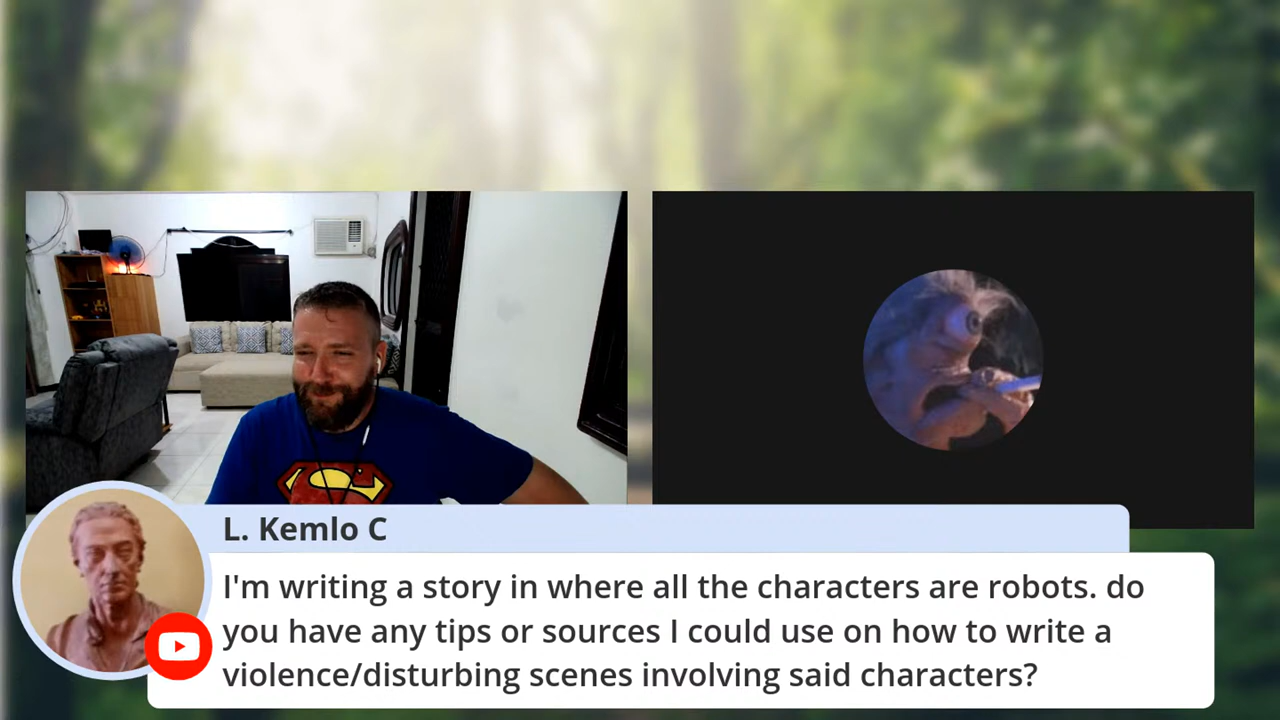 L. Kemlo C
I'm writing a story in where all the characters are robots. do
you have any tips or sources I could use on how to write a
violence/disturbing scenes involving said characters?